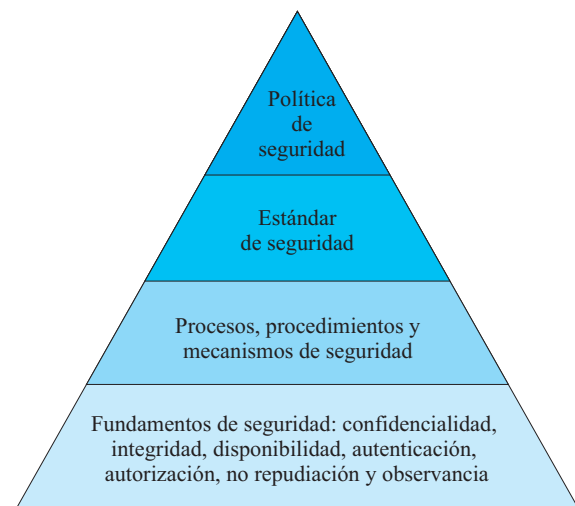 Política
de
seguridad
Estándar
de seguridad
Procesos, procedimientos y
mecanismos de seguridad
Fundamentos de seguridad: confidencialidad,
integridad, disponibilidad, autenticación,
autorización, no repudiación y observancia